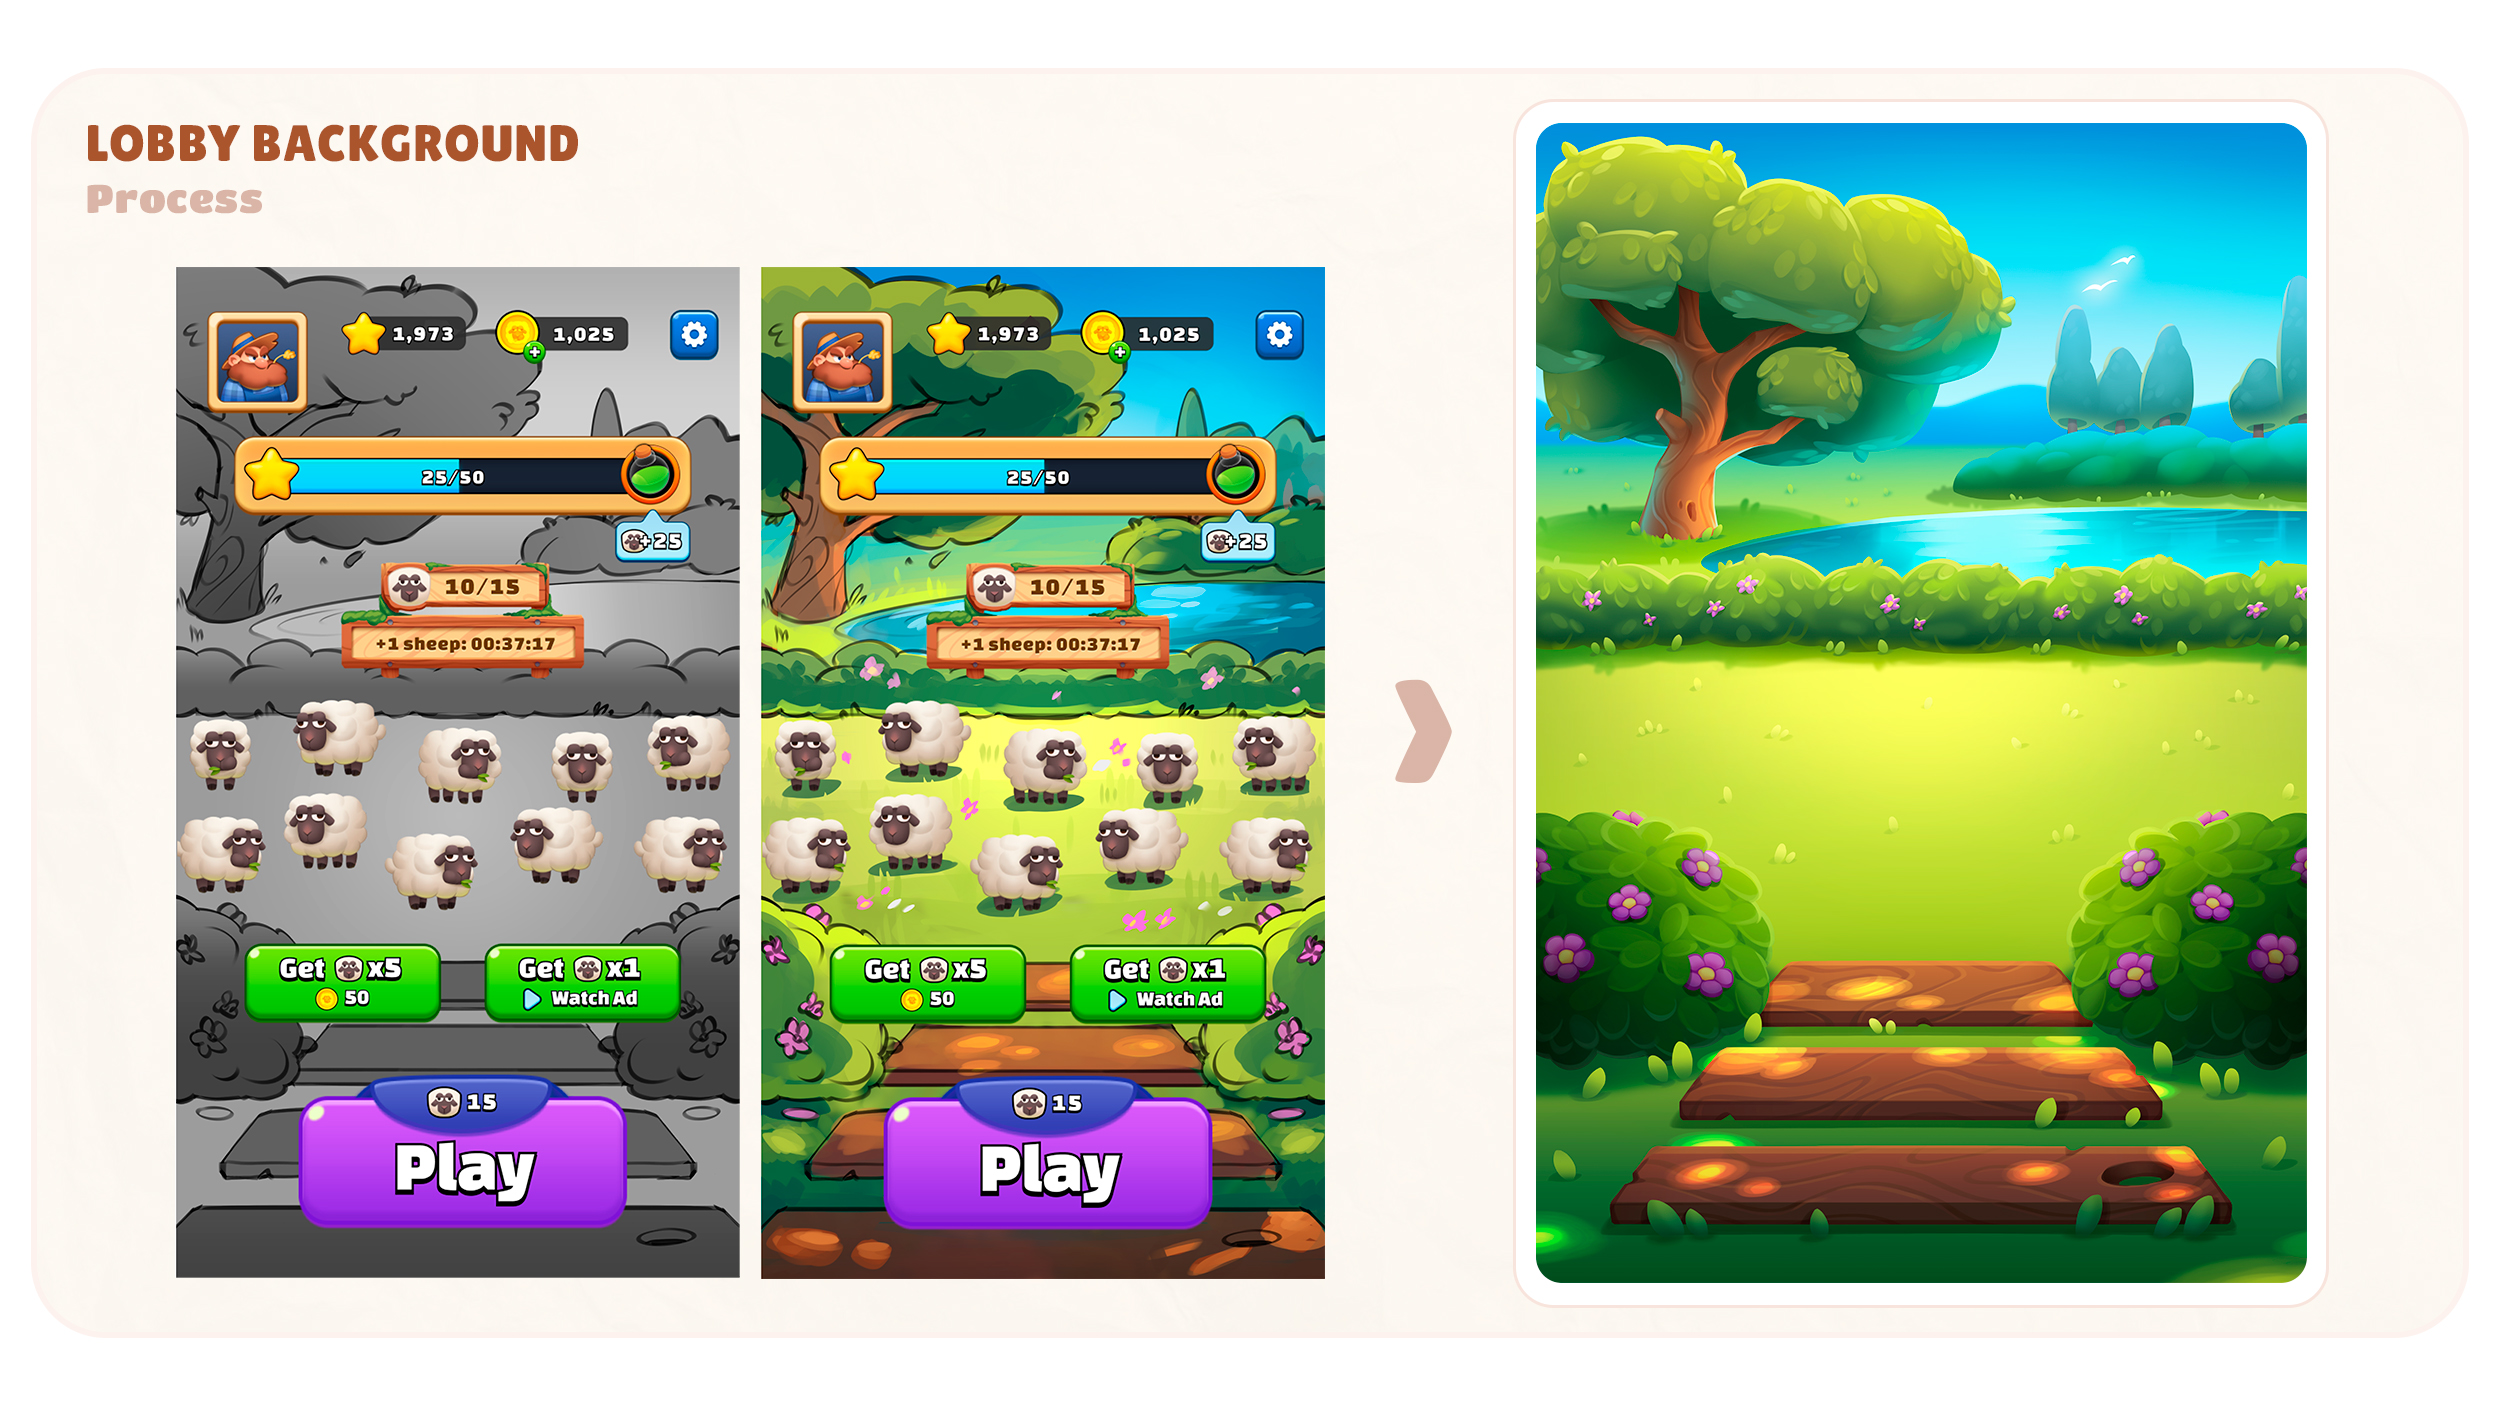 LOBBY BACKGROUND
Process
1,973
1,025
25/50
+25
10/15
+1 sheep: 00:37:17
Get x5
50
Get x1
Watch Ad
15
Play
1,973
1,025
25/50
+25
10/15
+1 sheep: 00:37:17
Get x5
50
Get x1
Watch Ad
15
Play